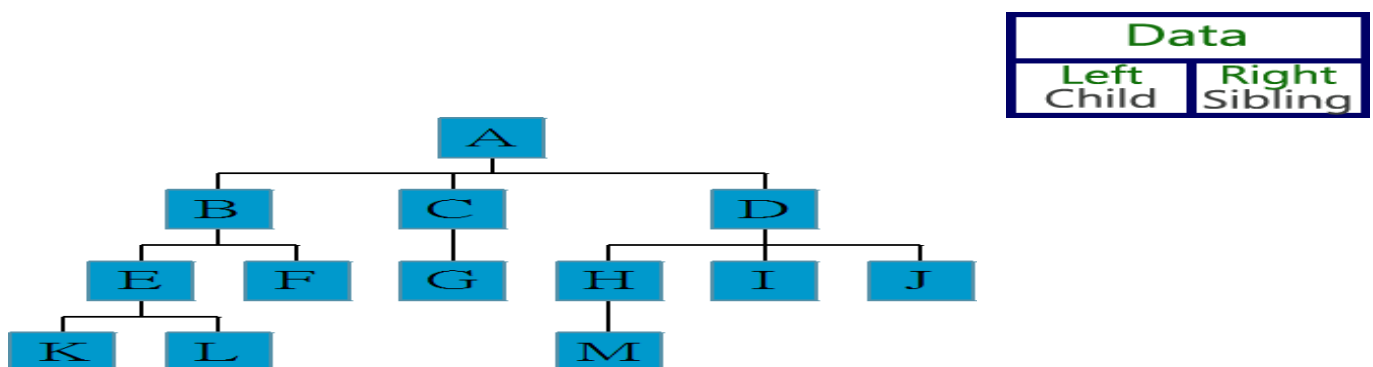 Data
Left Right
Child Sibling
A
B C D
E F G H I J
K L M